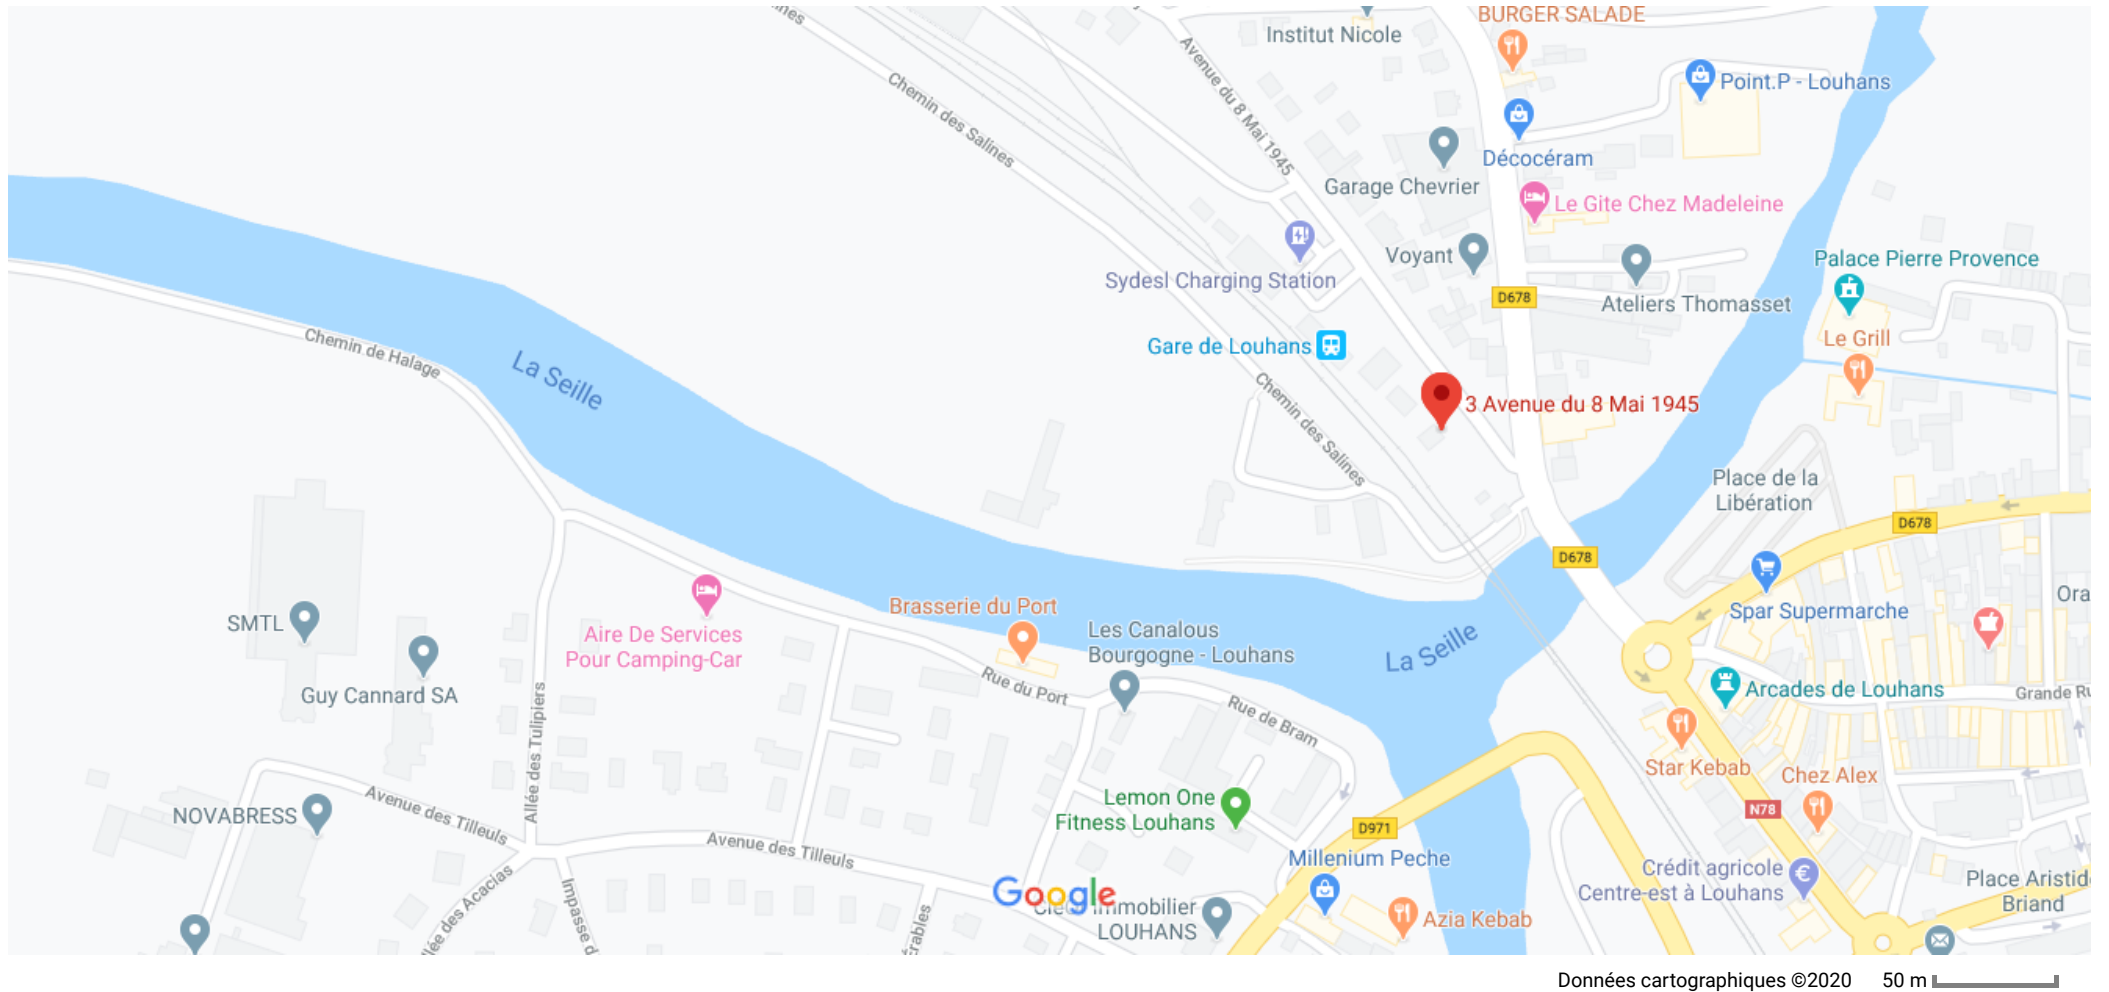 BURGER SALADE
Institut Nicole
Avenue du 8 Mai 1945
Chemin des Salines
Point.P - Louhans
Décocéram
Garage Chevrier
Le Gite Chez Madeleine
Voyant
Sydesl Charging Station
D678
Ateliers Thomasset
Palace Pierre Provence
Le Grill
Gare de Louhans
Chemin de Halage
La Seille
Chemin des Salines
3 Avenue du 8 Mai 1945
Place de la
Libération
D678
D678
Spar Supermarche
Ora
SMTL
Aire De Services
Pour Camping-Car
Brasserie du Port
Les Canalous
Bourgogne - Louhans
La Seille
Guy Cannard SA
Allée des Tulipiers
Rue du Port
Rue de Bram
Arcades de Louhans
Grande Ru
Star Kebab
Chez Alex
N78
NOVABRESS
Avenue des Tilleuls
Avenue des Tilleuls
Lemon One
Fitness Louhans
D971
Millenium Peche
Crédit agricole
Centre-est à Louhans
Place Aristid
Briand
llée des Acacias
Impasse d
Érables
Google
Immobilier
LOUHANS
Azia Kebab
Données cartographiques ©2020 50 m